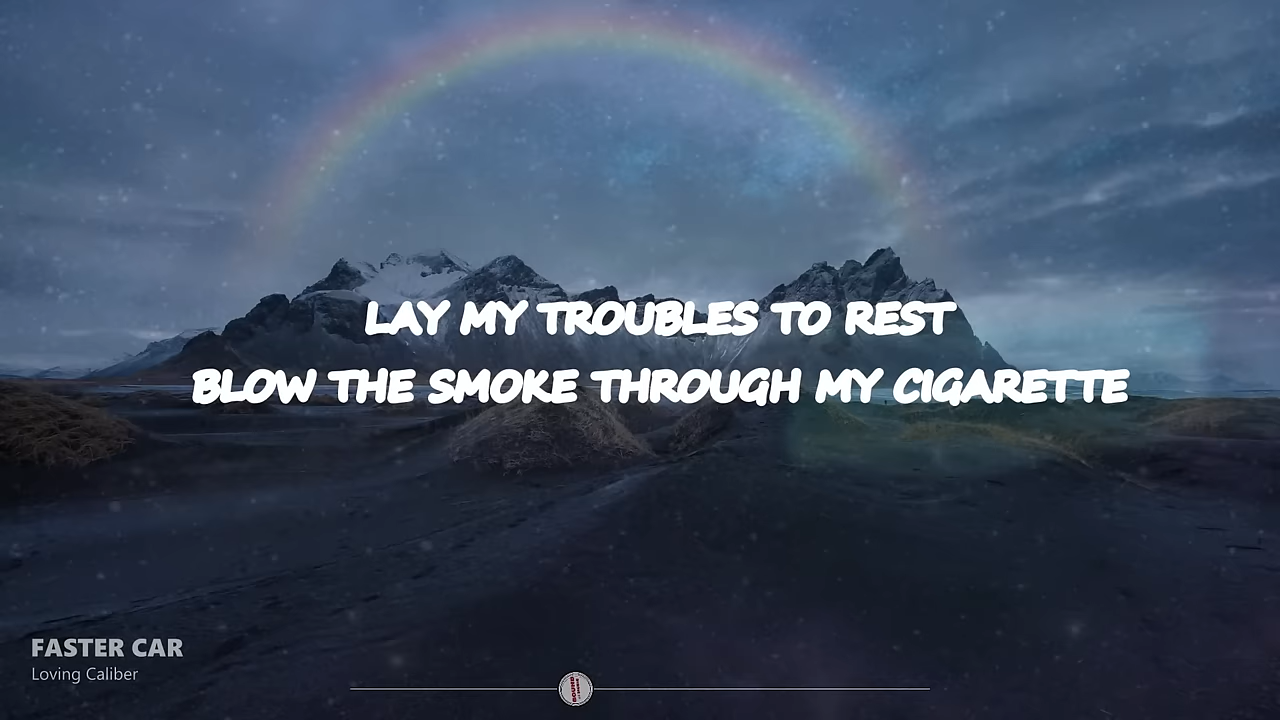 LAY MY TROUBLES TO REST
BLOW THE SMOKE THROUGH MY CIGARETTE
FASTER CAR
Loving Caliber